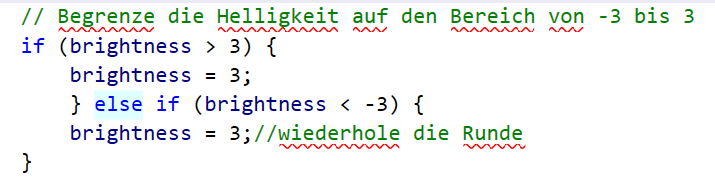 // Begrenze die Helligkeit auf den Bereich von -3 bis 3
if (brightness > 3) {
    brightness = 3;
    } else if (brightness < -3) {
    brightness = 3;//wiederhole die Runde
}